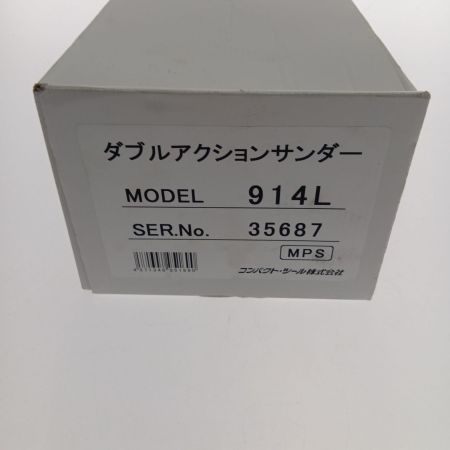 ダブルアクションサンダー
MODEL 914L
SER.No. 35687
MPS
コンパクト・ツール株式会社